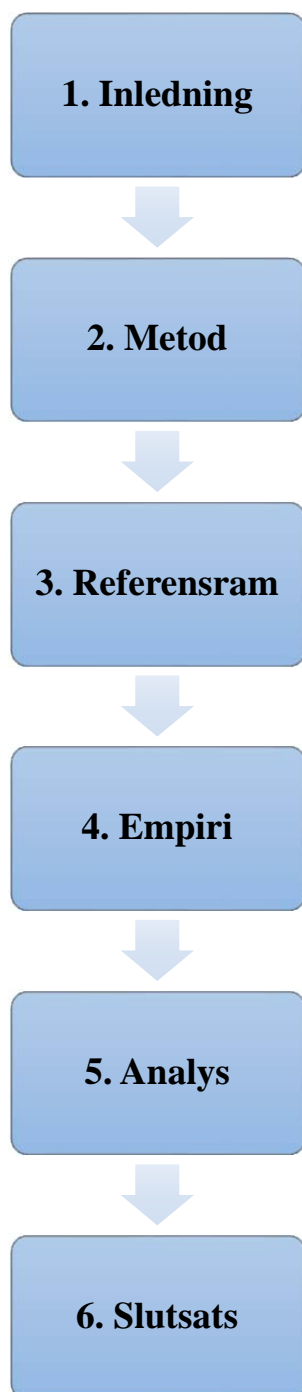 1. Inledning
2. Metod
3. Referensram
4. Empiri
5. Analys
6. Slutsats